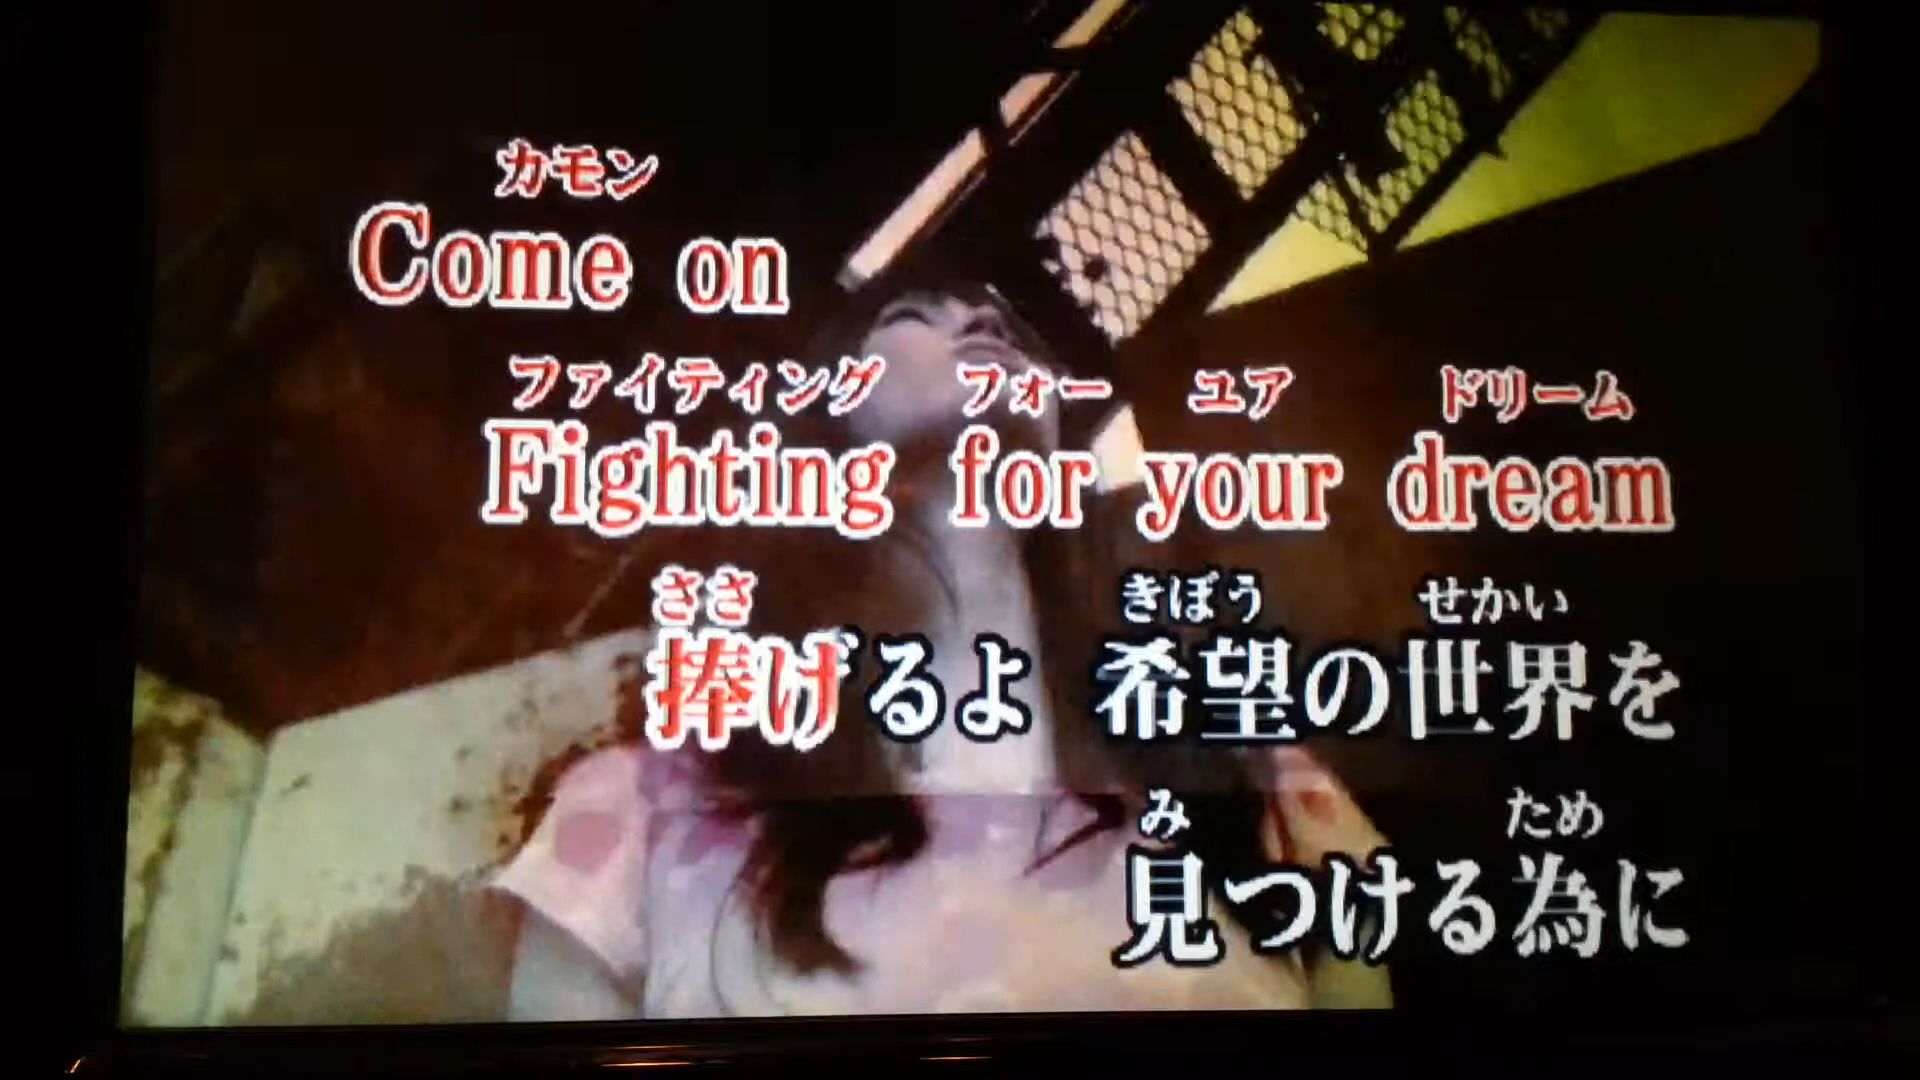 カモン
Come on
ファイティング フォー ユア ドリーム
Fighting for your dream
ささ きぼう せかい
捧げるよ 希望の世界を
み ため
見つける為に